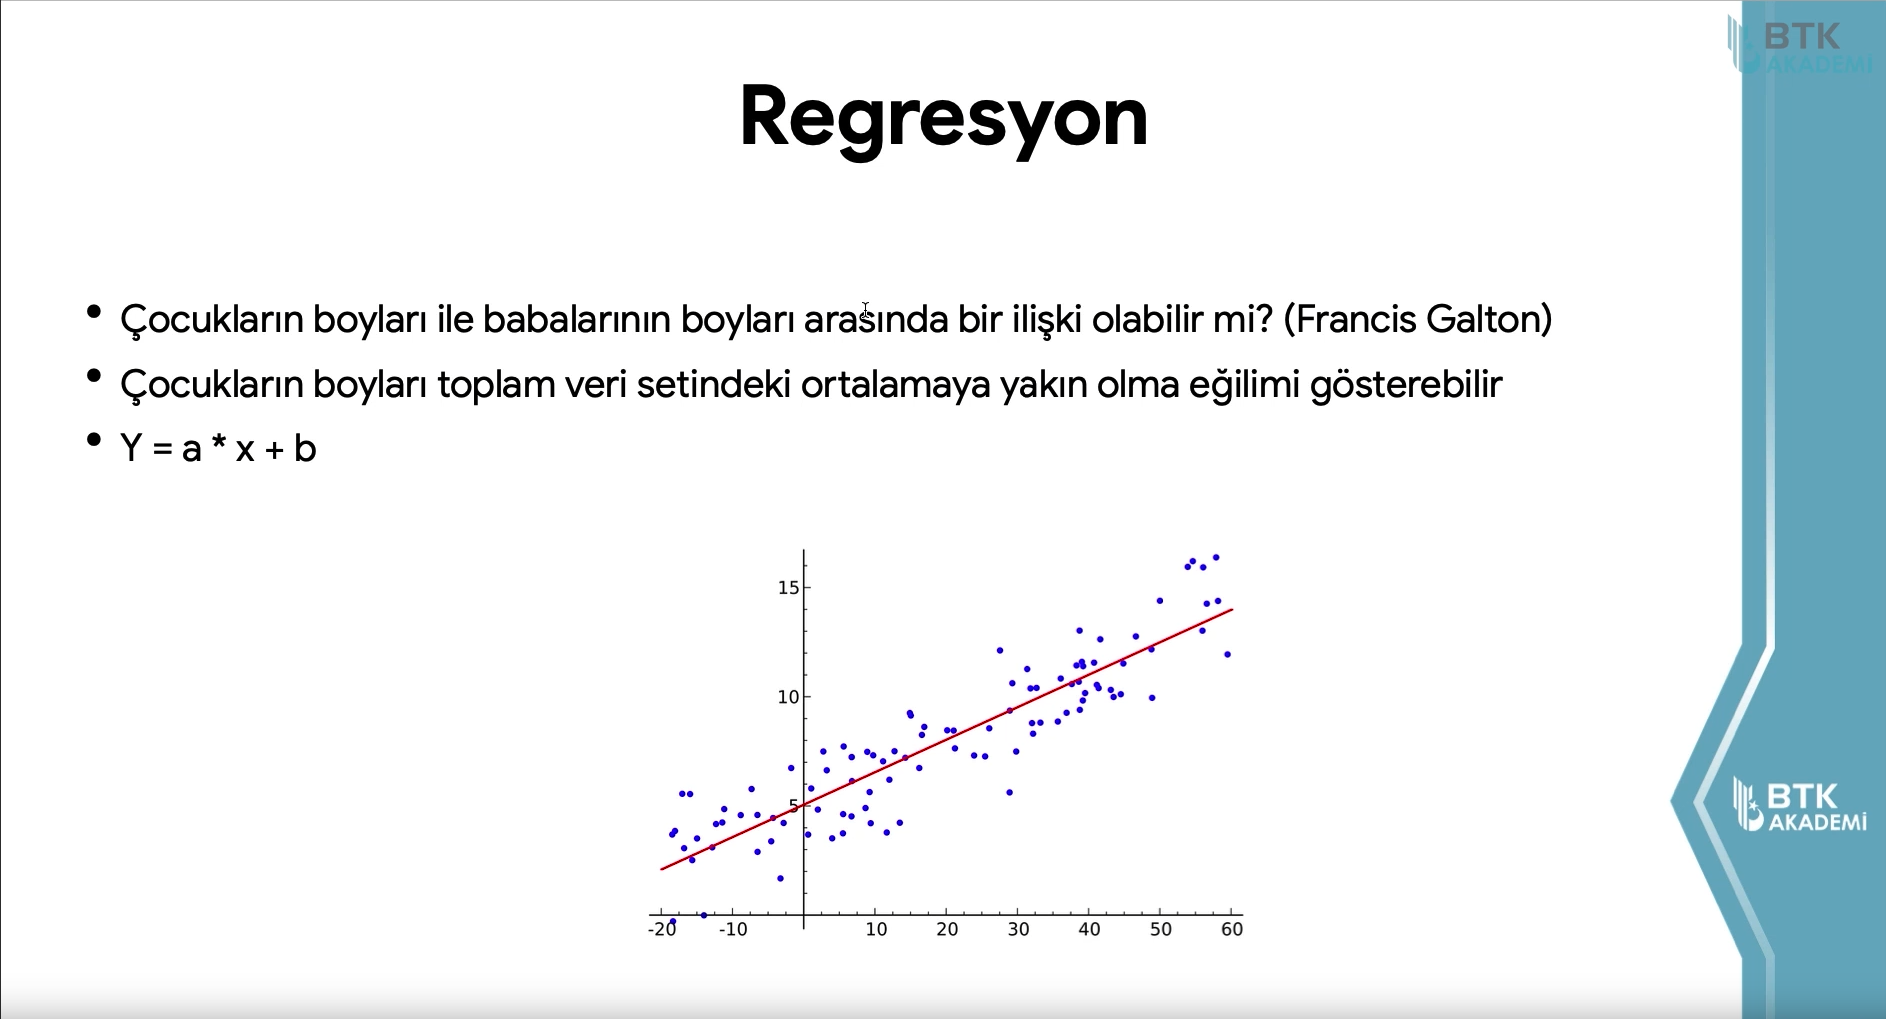 BTK
AKADEMİ
Regresyon
• Çocukların boyları ile babalarının boyları arasında bir ilişki olabilir mi? (Francis Galton)
• Çocukların boyları toplam veri setindeki ortalamaya yakın olma eğilimi gösterebilir
• Y = a * x + b
15
10
5
-20 -10 10 20 30 40 50 60
BTK
AKADEMİ